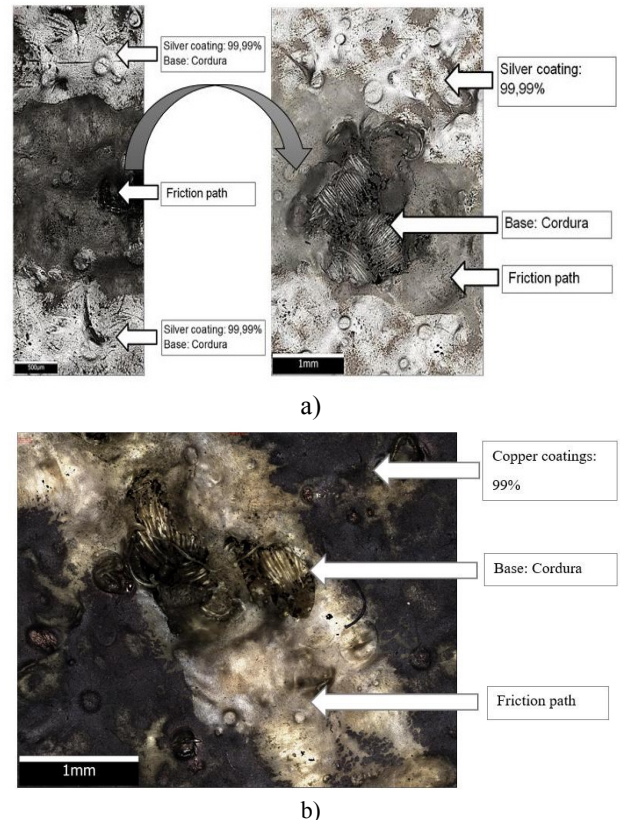 Silver coating: 99,99%
Base: Cordura
Friction path
Silver coating: 99,99%
Base: Cordura
500µm
Silver coating:
99,99%
Base: Cordura
Friction path
1mm
a)
Copper coatings:
99%
Base: Cordura
Friction path
1mm
b)